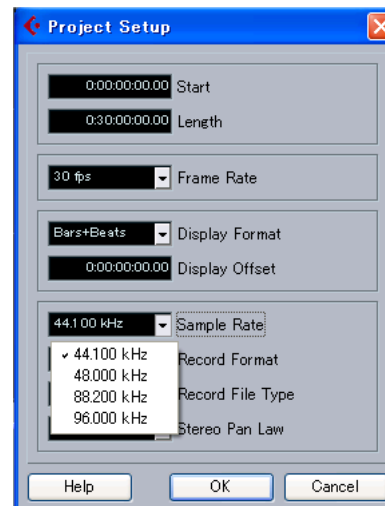 Project Setup
0:00:00:00.00 Start
0:30:00:00.00 Length
30 fps Frame Rate
Bars+Beats Display Format
0:00:00:00.00 Display Offset
44.100 kHz Sample Rate
✓ 44.100 kHz
48.000 kHz
88.200 kHz
96.000 kHz
Record Format
Record File Type
Stereo Pan Law
Help
OK
Cancel